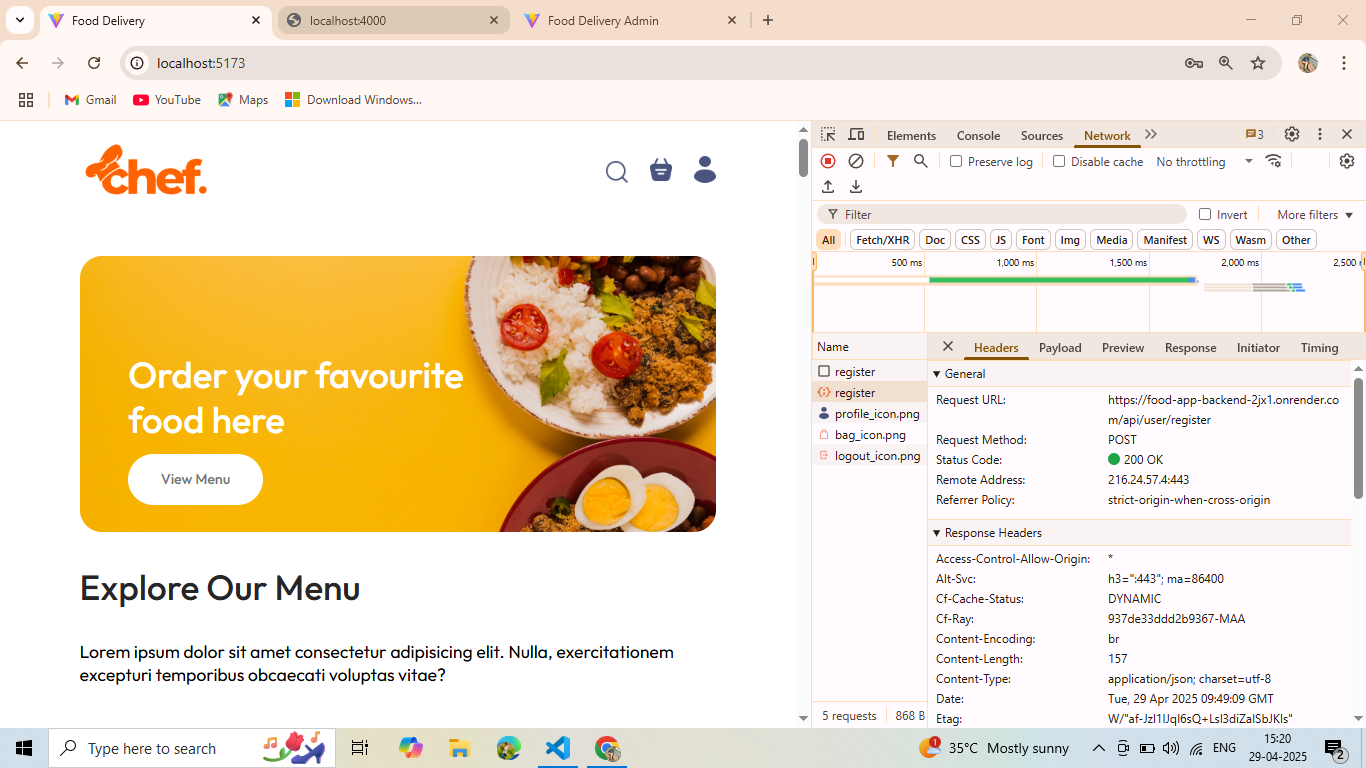 Food Delivery
localhost:4000
Food Delivery Admin
localhost:5173
Gmail
YouTube
Maps
Download Windows...
chef.
Order your favourite
food here
View Menu
Explore Our Menu
Lorem ipsum dolor sit amet consectetur adipisicing elit. Nulla, exercitationem
excepturi temporibus obcaecati voluptas vitae?
Elements Console Sources Network 3
Preserve log Disable cache No throttling
Filter Invert More filters
All Fetch/XHR Doc CSS JS Font Img Media Manifest WS Wasm Other
500 ms 1,000 ms 1,500 ms 2,000 ms 2,500
Name
register
register
profile_icon.png
bag_icon.png
logout_icon.png
5 requests 868 B
Headers Payload Preview Response Initiator Timing
General
Request URL: https://food-app-backend-2jx1.onrender.co
m/api/user/register
Request Method: POST
Status Code: 200 OK
Remote Address: 216.24.57.4:443
Referrer Policy: strict-origin-when-cross-origin
Response Headers
Access-Control-Allow-Origin: *
Alt-Svc: h3=":443"; ma=86400
Cf-Cache-Status: DYNAMIC
Cf-Ray: 937de33ddd2b9367-MAA
Content-Encoding: br
Content-Length: 157
Content-Type: application/json; charset=utf-8
Date: Tue, 29 Apr 2025 09:49:09 GMT
Etag:
Type here to search
1
35°C Mostly sunny
ENG
15:20
29-04-2025
2